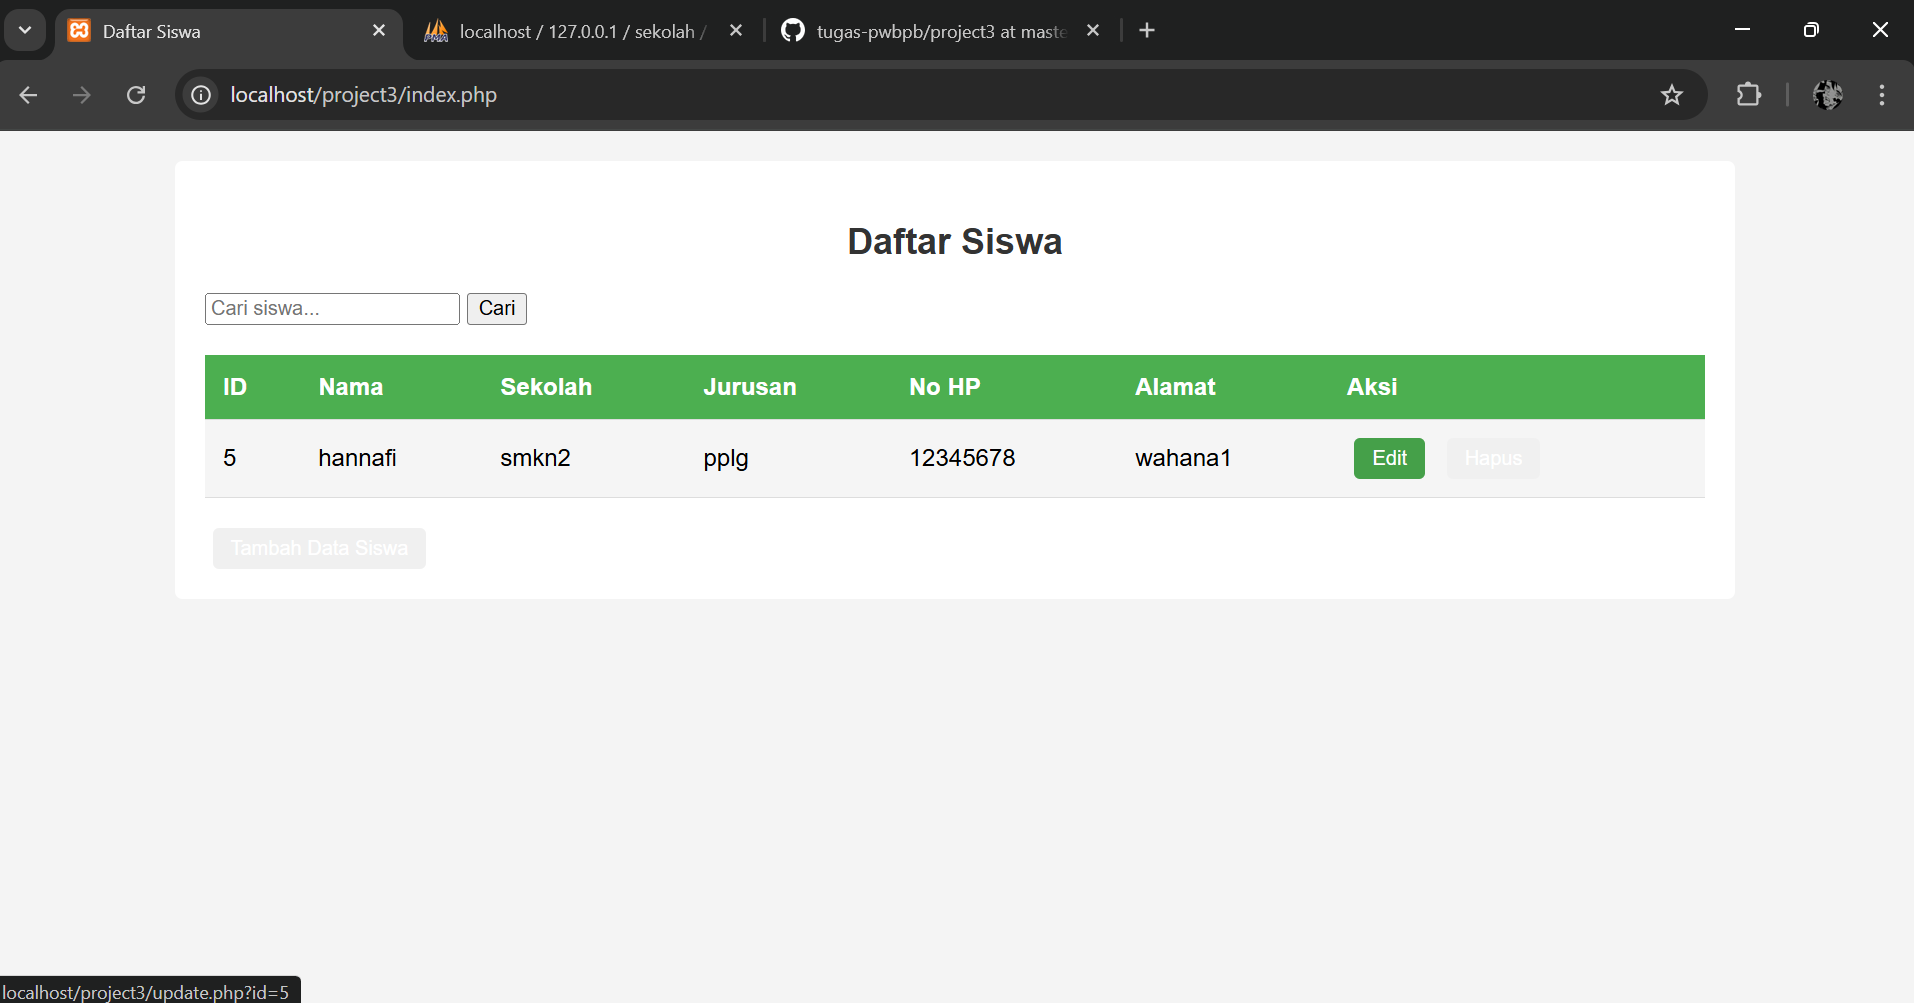 Daftar Siswa
localhost / 127.0.0.1 / sekolah /
tugas-pwbpb/project3 at maste
localhost/project3/index.php
Daftar Siswa
Cari siswa... Cari
ID Nama Sekolah Jurusan No HP Alamat Aksi
5 hannafi smkn2 pplg 12345678 wahana1 Edit Hapus
Tambah Data Siswa
localhost/project3/update.php?id=5